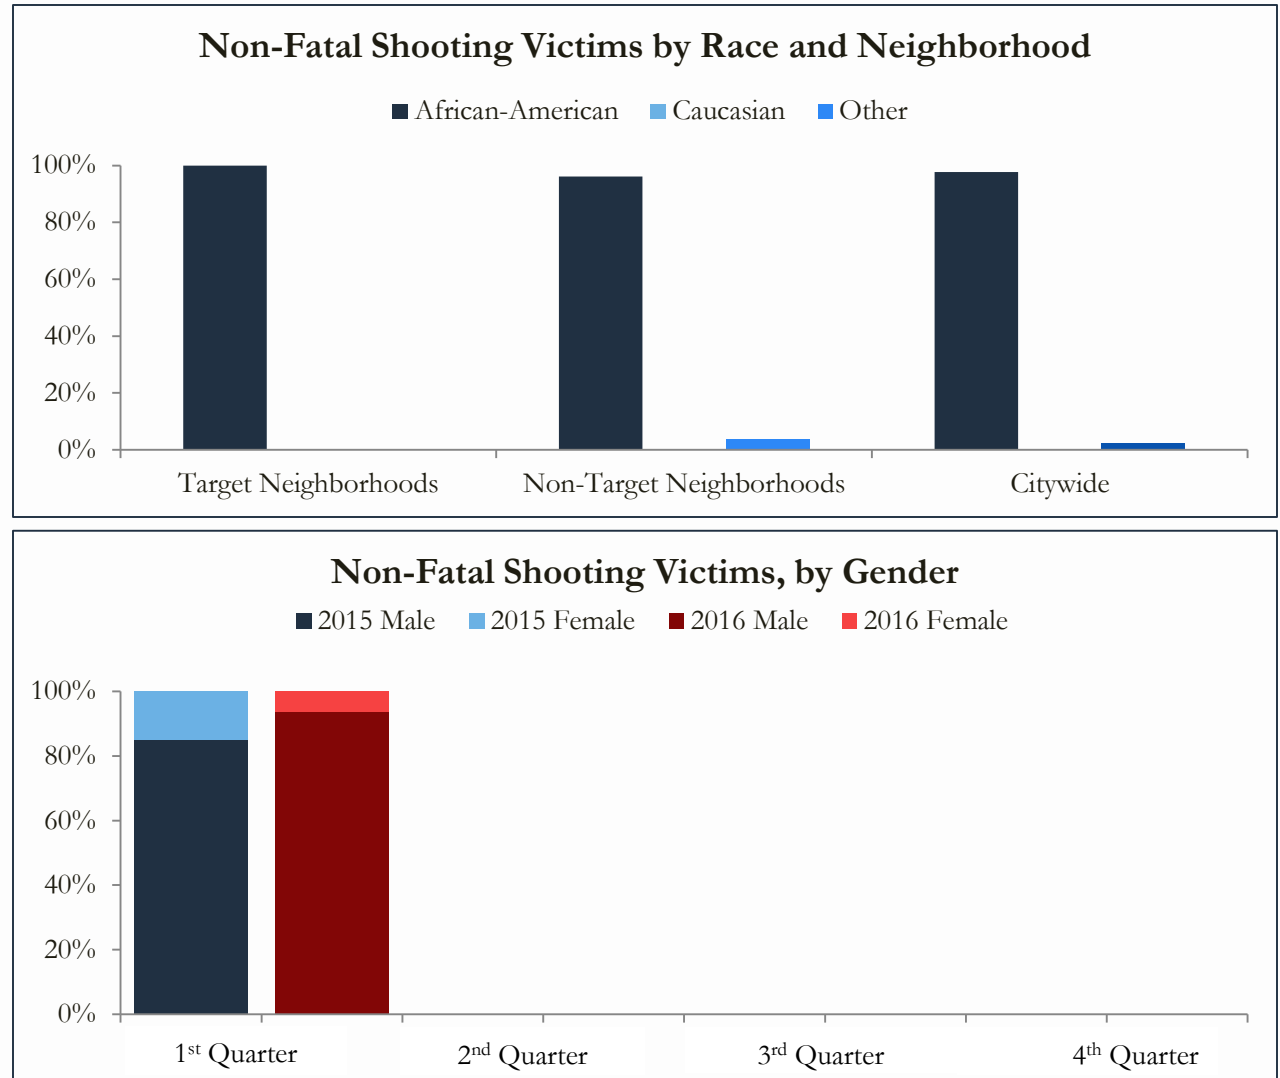 Non-Fatal Shooting Victims by Race and Neighborhood
African-American Caucasian Other
100%
80%
60%
40%
20%
0%
Target Neighborhoods Non-Target Neighborhoods Citywide
Non-Fatal Shooting Victims, by Gender
2015 Male 2015 Female 2016 Male 2016 Female
100%
80%
60%
40%
20%
0%
1st Quarter 2nd Quarter 3rd Quarter 4th Quarter